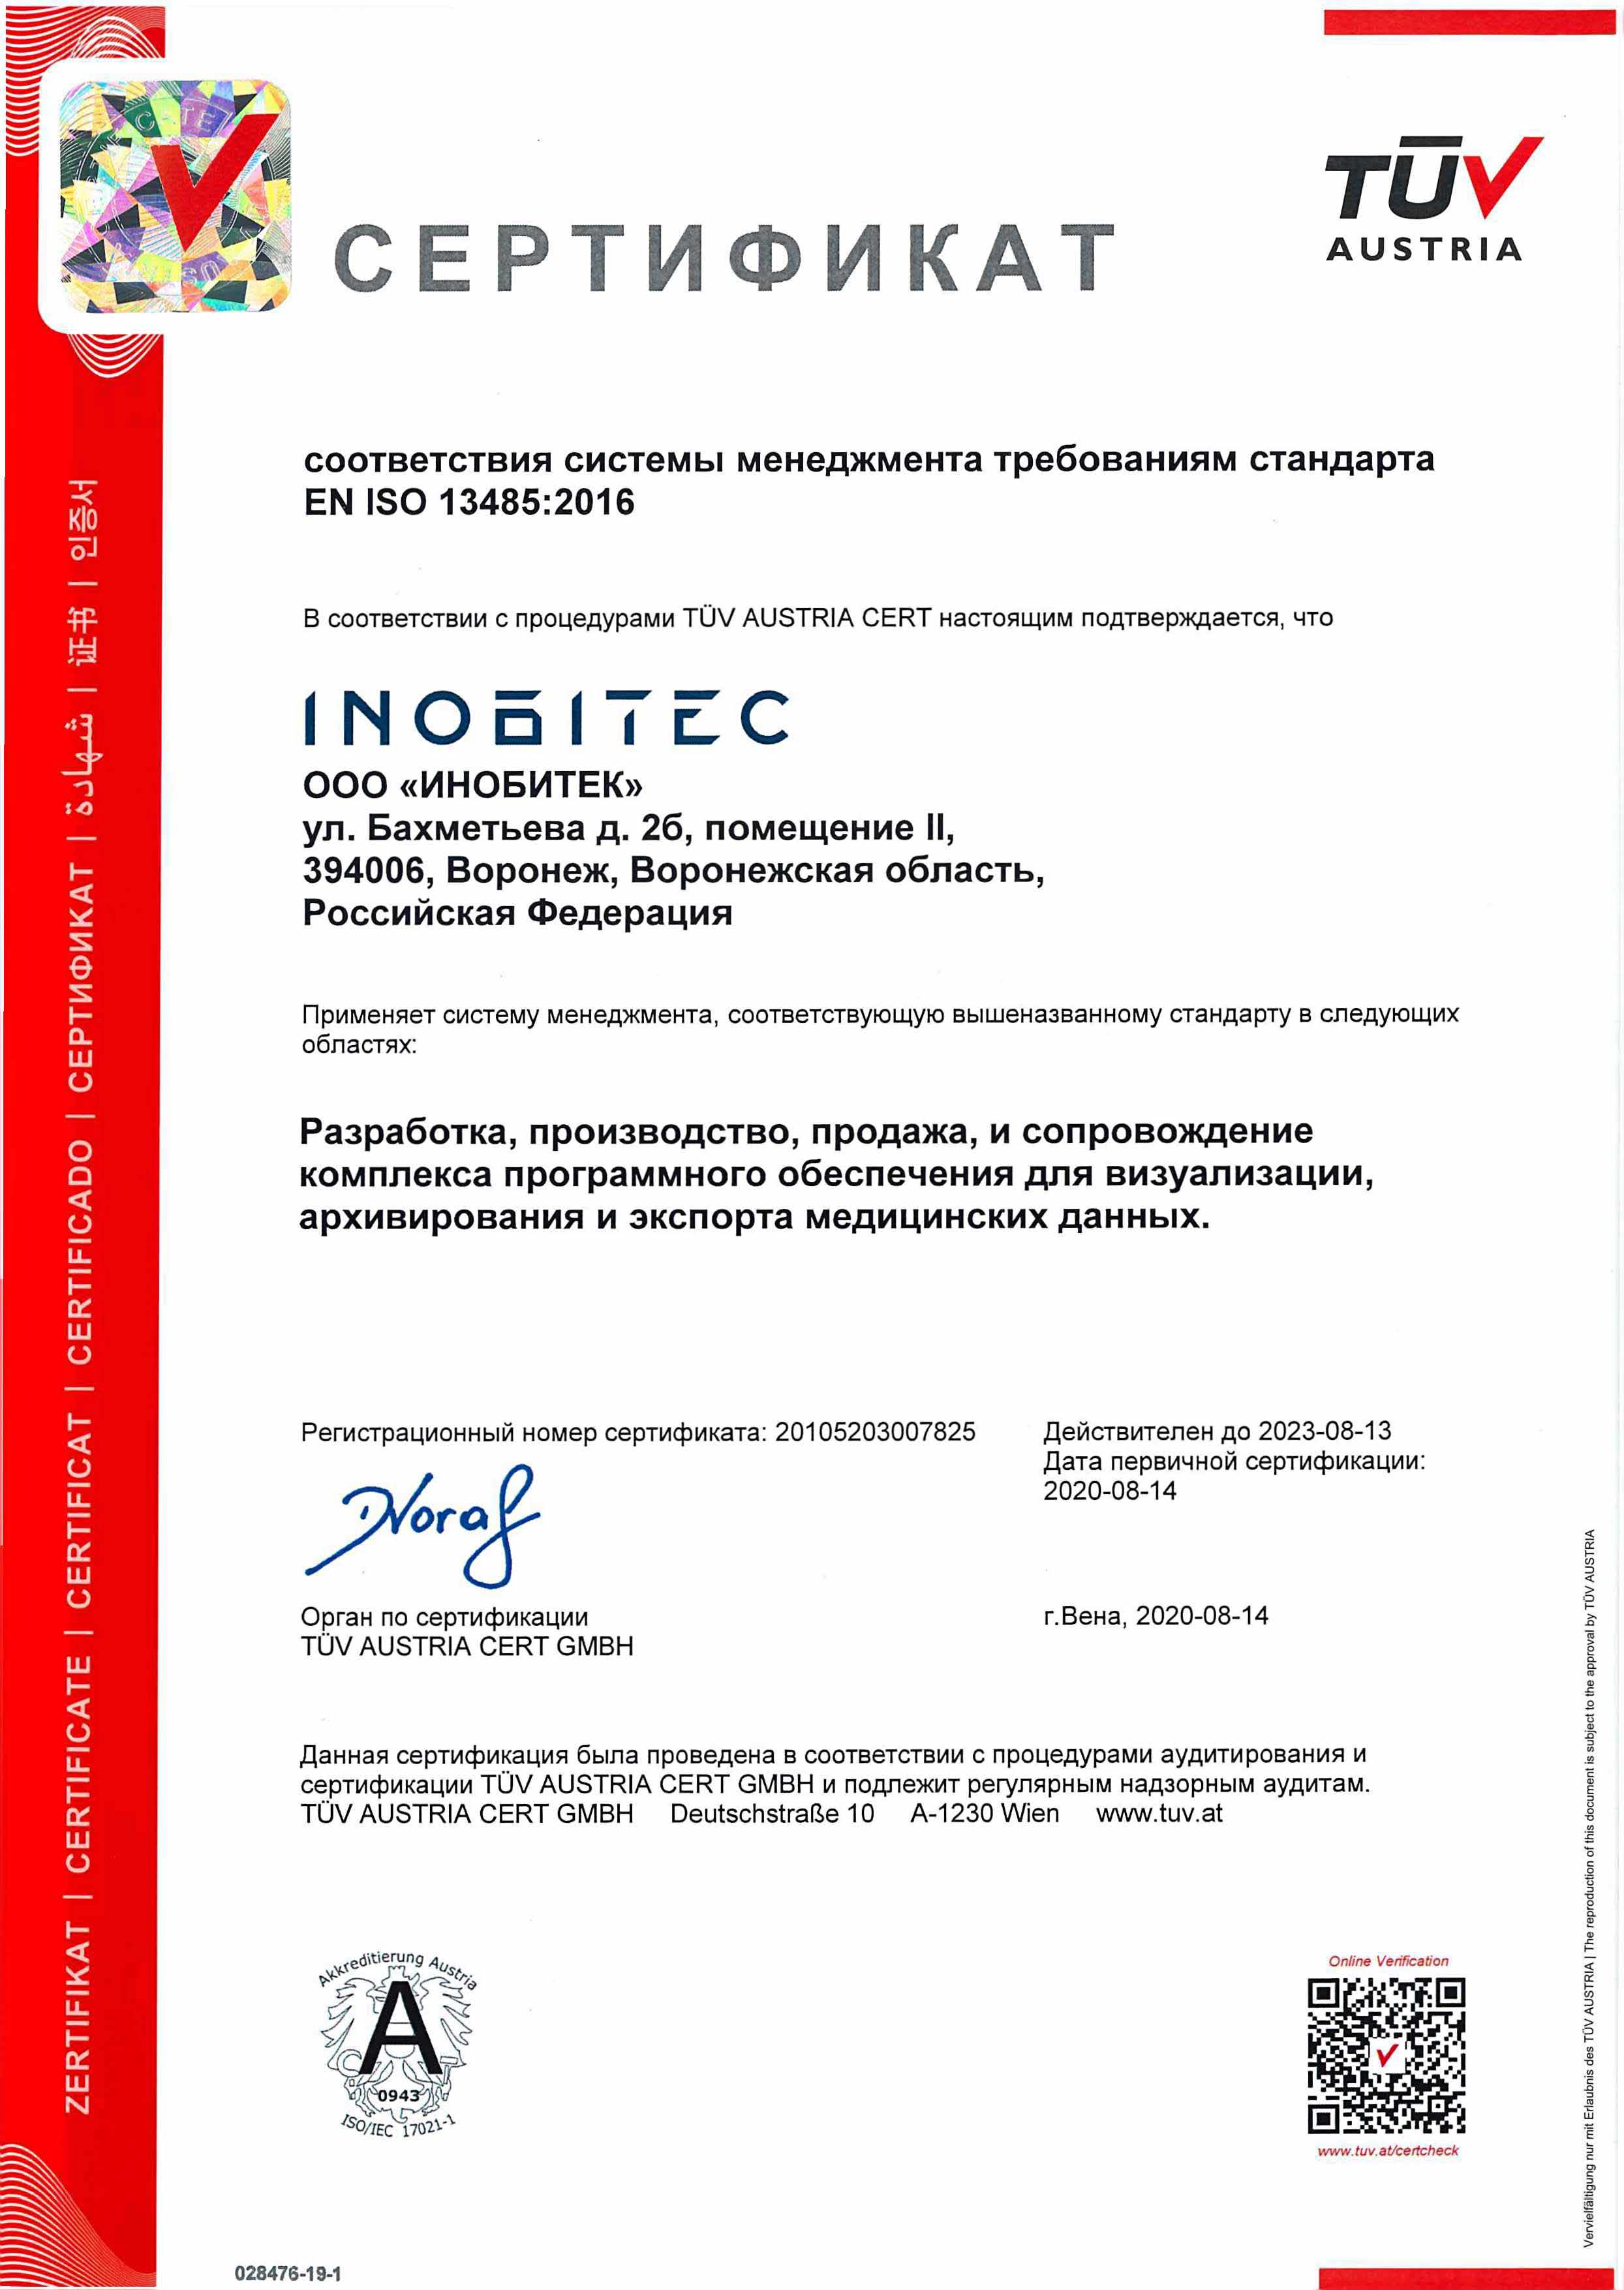 TÜV
AUSTRIA
СЕРТИФИКАТ
соответствия системы менеджмента требованиям стандарта
EN ISO 13485:2016
В соответствии с процедурами TÜV AUSTRIA CERT настоящим подтверждается, что
INOBITEC
ООО «ИНОБИТЕК»
ул. Бахметьева д. 2б, помещение II,
394006, Воронеж, Воронежская область,
Российская Федерация
Применяет систему менеджмента, соответствующую вышеназванному стандарту в следующих
областях:
Разработка, производство, продажа, и сопровождение
комплекса программного обеспечения для визуализации,
архивирования и экспорта медицинских данных.
Регистрационный номер сертификата: 20105203007825
Действителен до 2023-08-13
Дата первичной сертификации:
2020-08-14
Орган по сертификации
TÜV AUSTRIA CERT GMBH
г.Вена, 2020-08-14
Данная сертификация была проведена в соответствии с процедурами аудитирования и
сертификации TÜV AUSTRIA CERT GMBH и подлежит регулярным надзорным аудитам.
TÜV AUSTRIA CERT GMBH Deutschstraße 10 A-1230 Wien www.tuv.at
Akkreditierung Austria
A
0943
ISO/IEC 17021-1
Online Verification
www.tuv.at/certcheck
028476-19-1
ZERTIFIKAT | CERTIFICATE | CERTIFICAT | CERTIFICADO | СЕРТИФИКАТ | شهادة | 证书 | 인증서
Vervielfältigung nur mit Erlaubnis des TÜV AUSTRIA | The reproduction of this document is subject to the approval by TÜV AUSTRIA